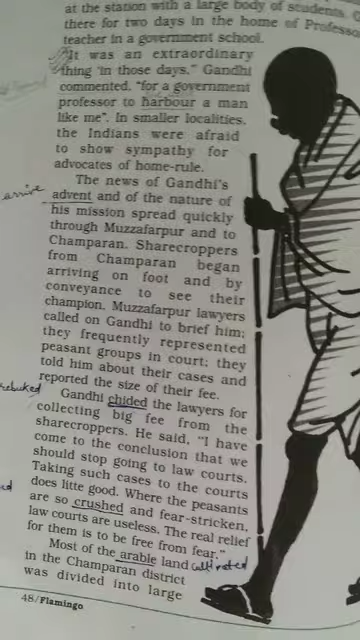 at the station with a large body of students.
there for two days in the home of Professor
teacher in a government school.
"It was an extraordinary
thing 'in those days," Gandhi
commented, "for a government
professor to harbour a man
like me". In smaller localities,
the Indians were afraid
to show sympathy for
advocates of home-rule.
The news of Gandhi's
arrive
advent and of the nature of
his mission spread quickly
through Muzzafarpur and to
Champaran. Sharecroppers
from Champaran began
arriving on foot and by
conveyance to see their
champion. Muzzafarpur lawyers
called on Gandhi to brief him;
they frequently represented
peasant groups in court; they
told him about their cases and
reported the size of their fee.
rebuked
Gandhi chided the lawyers for
collecting big fee from the
sharecroppers. He said, "I have
come to the conclusion that we
should stop going to law courts.
Taking such cases to the courts
does litte good. Where the peasants
are so crushed and fear-stricken,
law courts are useless. The real relief
for them is to be free from fear."
Most of the arable land cultivated
in the Champaran district
was divided into large
48/Flamingo